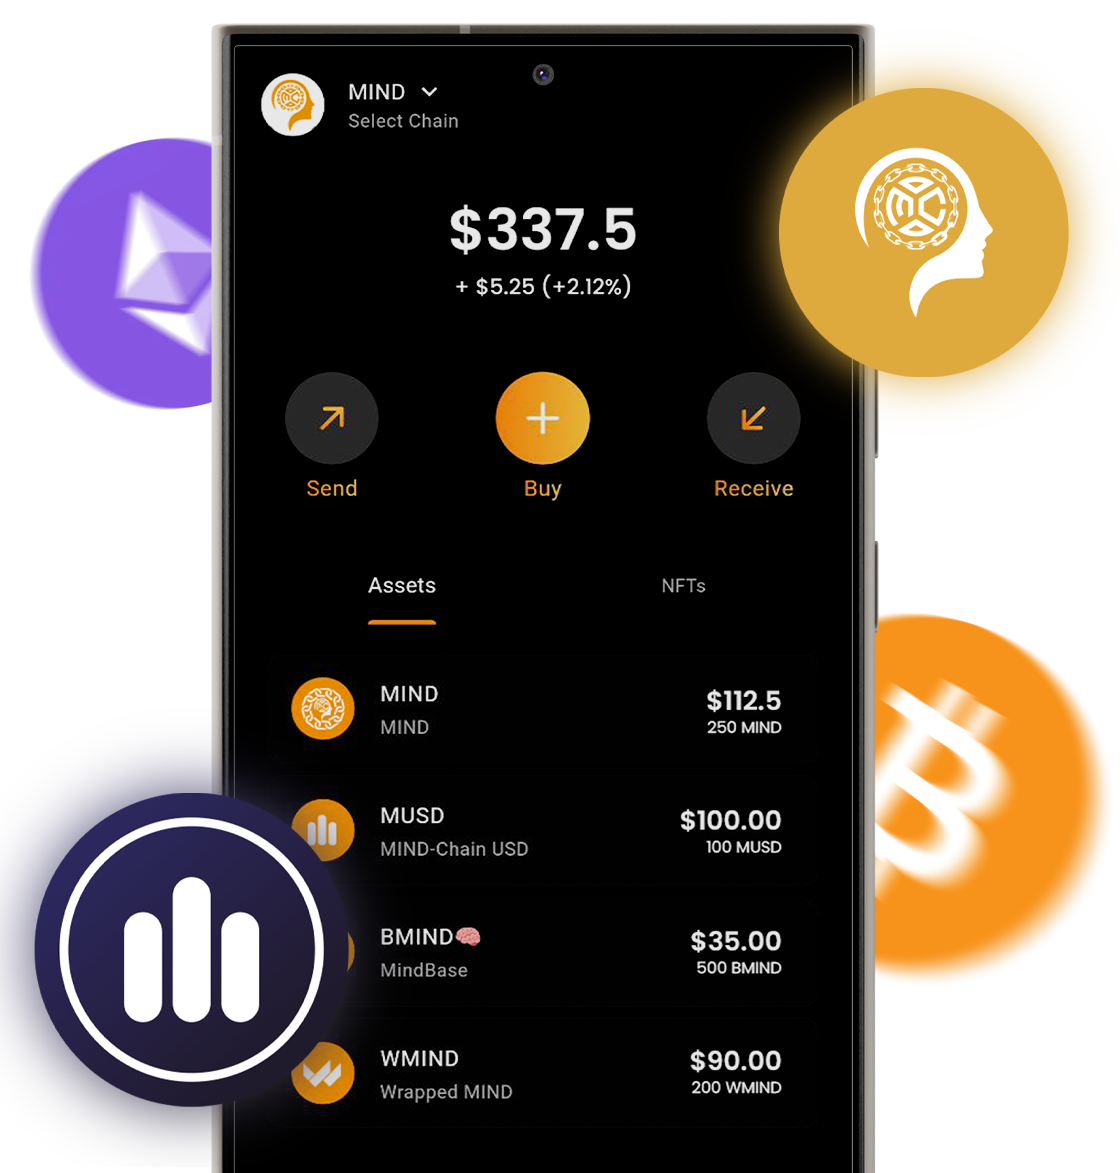 MIND
Select Chain
$337.5
+ $5.25 (+2.12%)
Send
Buy
Receive
Assets
NFTs
MIND
$112.5
MIND
250 MIND
MUSD
$100.00
MIND-Chain USD
100 MUSD
BMIND🧠
$35.00
MindBase
500 BMIND
WMIND
$90.00
Wrapped MIND
200 WMIND